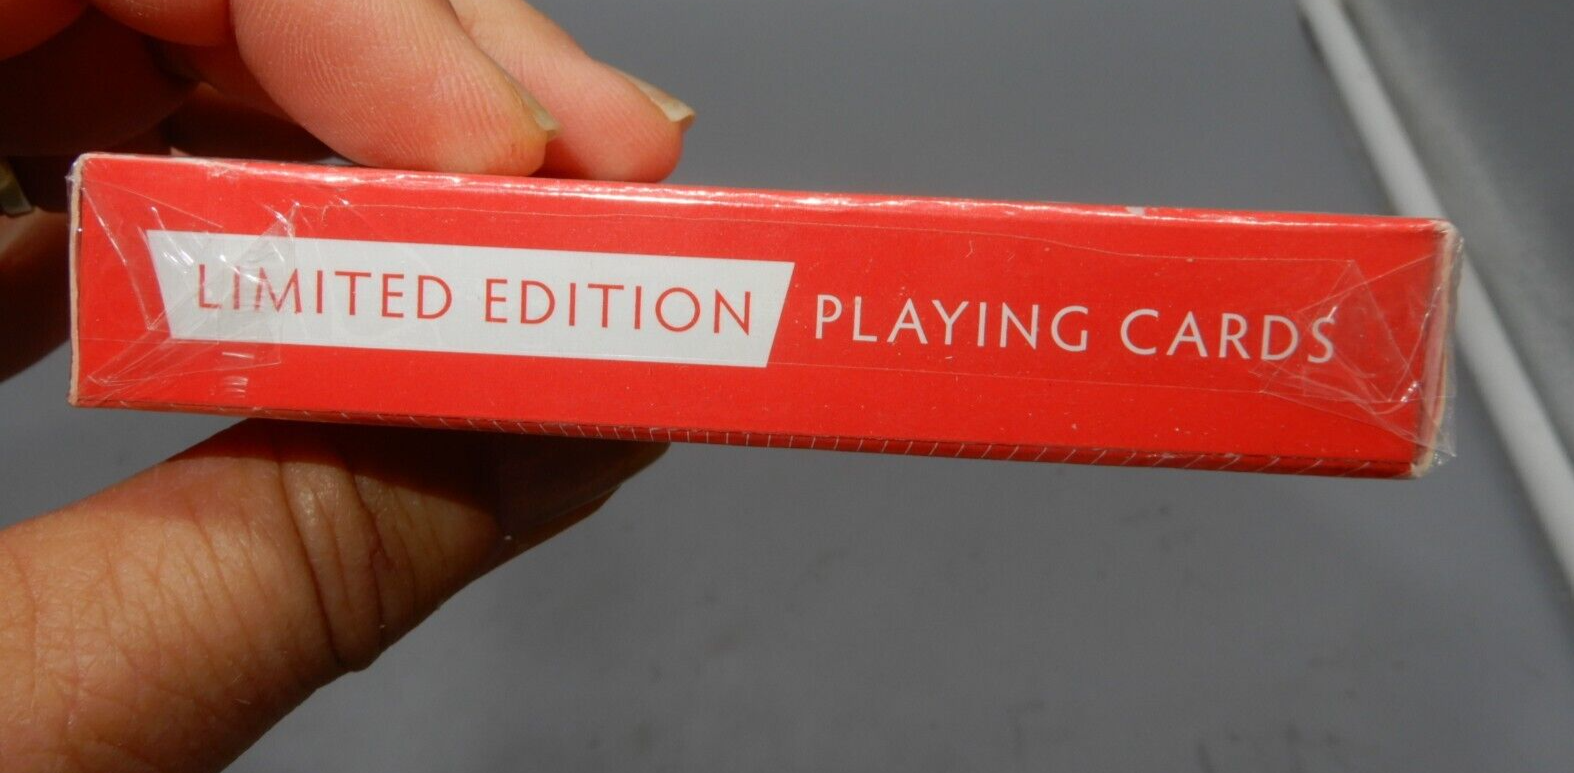 LIMITED EDITION PLAYING CARDS